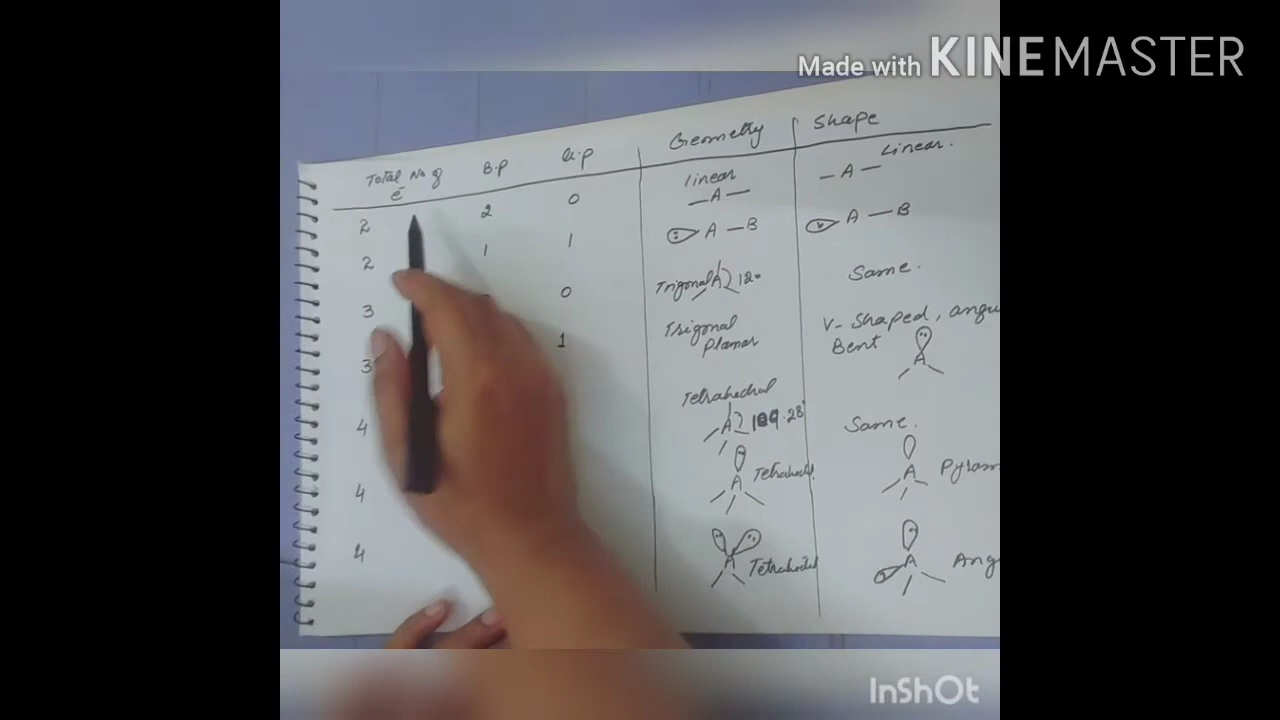 Made with KINEMASTER
Total No of e⁻ B.p u.p Geometry Shape
2 2 0 Linear —A— —A— Linear.
2 1 1 A—B A—B
3 0 Trigonal A 120 Same.
3 1 Trigonal Planar V-Shaped, angu
Bent A
4 Tetrahedral
A 109.28' Same.
4 A Tetrahedral. A Pyram
4 A Tetrahedral A Ang
InShOt